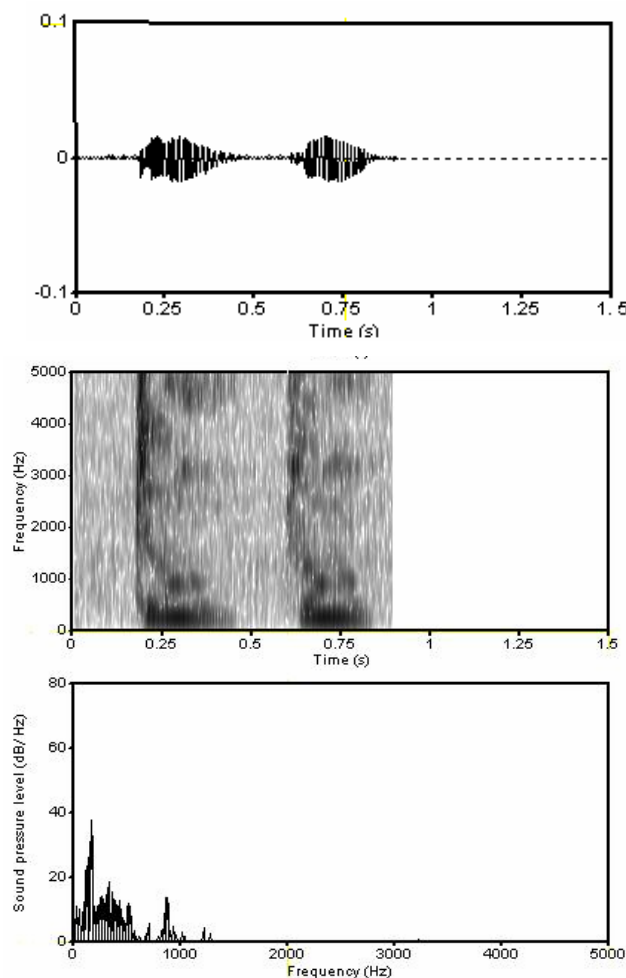 0.1
0
-0.1
0 0.25 0.5 0.75 1 1.25 1.5
Time (s)
5000
4000
3000
2000
1000
0
Frequency (Hz)
0 0.25 0.5 0.75 1 1.25 1.5
Time (s)
80
60
40
20
0
Sound pressure level (dB/Hz)
0 1000 2000 3000 4000 5000
Frequency (Hz)